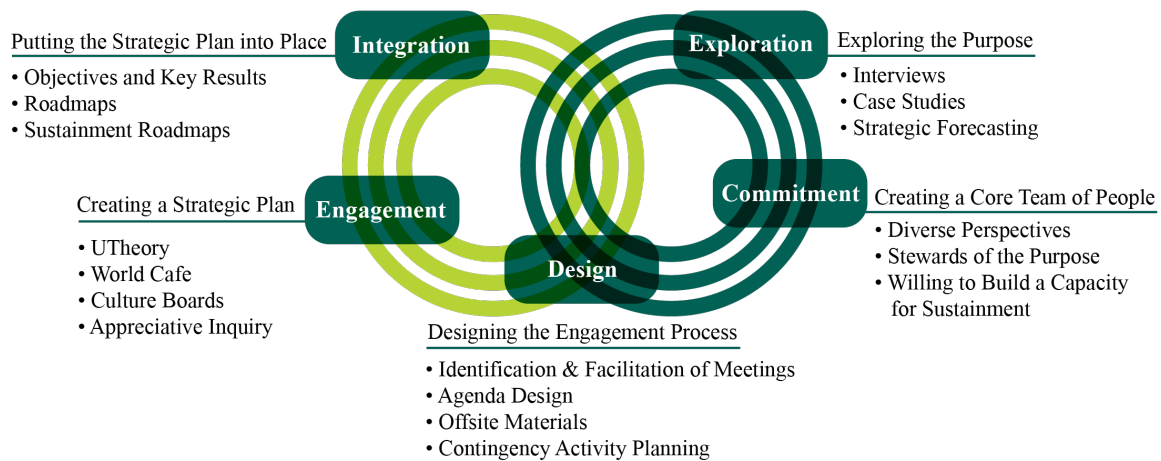 Integration
Putting the Strategic Plan into Place
• Objectives and Key Results
• Roadmaps
• Sustainment Roadmaps
Exploration
Exploring the Purpose
• Interviews
• Case Studies
• Strategic Forecasting
Engagement
Creating a Strategic Plan
• UTheory
• World Cafe
• Culture Boards
• Appreciative Inquiry
Commitment
Creating a Core Team of People
• Diverse Perspectives
• Stewards of the Purpose
• Willing to Build a Capacity
for Sustainment
Design
Designing the Engagement Process
• Identification & Facilitation of Meetings
• Agenda Design
• Offsite Materials
• Contingency Activity Planning